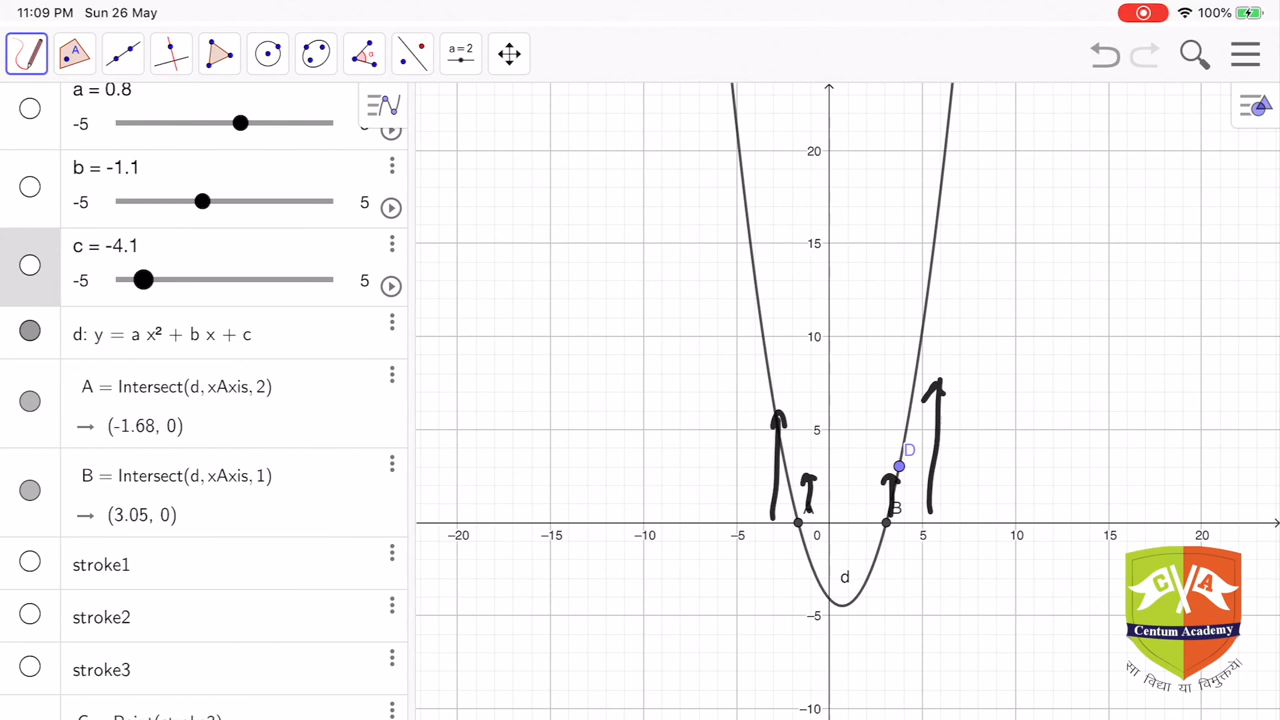 11:09 PM Sun 26 May
100%
A
a = 2
a = 0.8
-5
b = -1.1
-5 5
c = -4.1
-5 5
d: y = a x² + b x + c
A = Intersect(d, xAxis, 2)
→ (-1.68, 0)
B = Intersect(d, xAxis, 1)
→ (3.05, 0)
stroke1
stroke2
stroke3
20
15
10
5
D
A
B
−20 −15 −10 −5 0 5 10 15 20
d
−5
−10
C A
Centum Academy
सा विद्या या विमुक्तये।